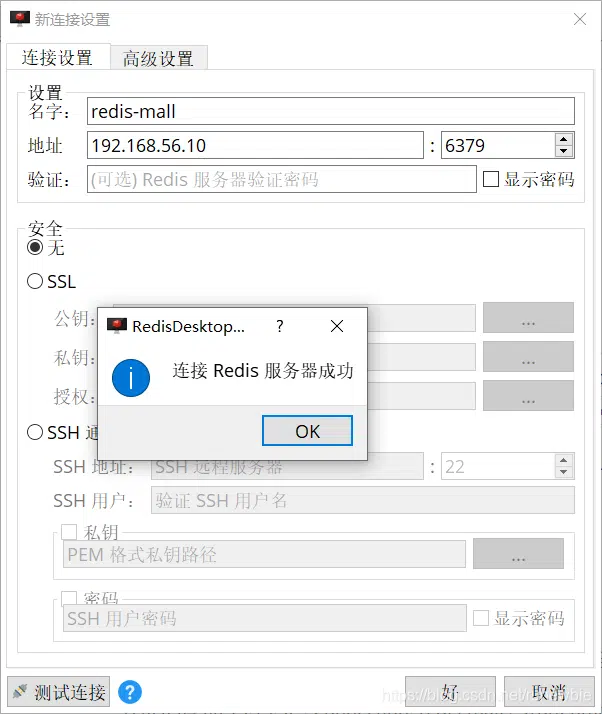 新连接设置
连接设置 高级设置
设置
名字: redis-mall
地址 192.168.56.10 : 6379
验证: (可选) Redis 服务器验证密码 显示密码
安全
无
SSL
公钥: ...
RedisDesktop... ?
私钥: ...
连接 Redis 服务器成功
授权: ...
OK
SSH 通
SSH 地址: SSH 远程服务器 : 22
SSH 用户: 验证 SSH 用户名
私钥
PEM 格式私钥路径 ...
密码
SSH 用户密码 显示密码
测试连接 ? 好 取消